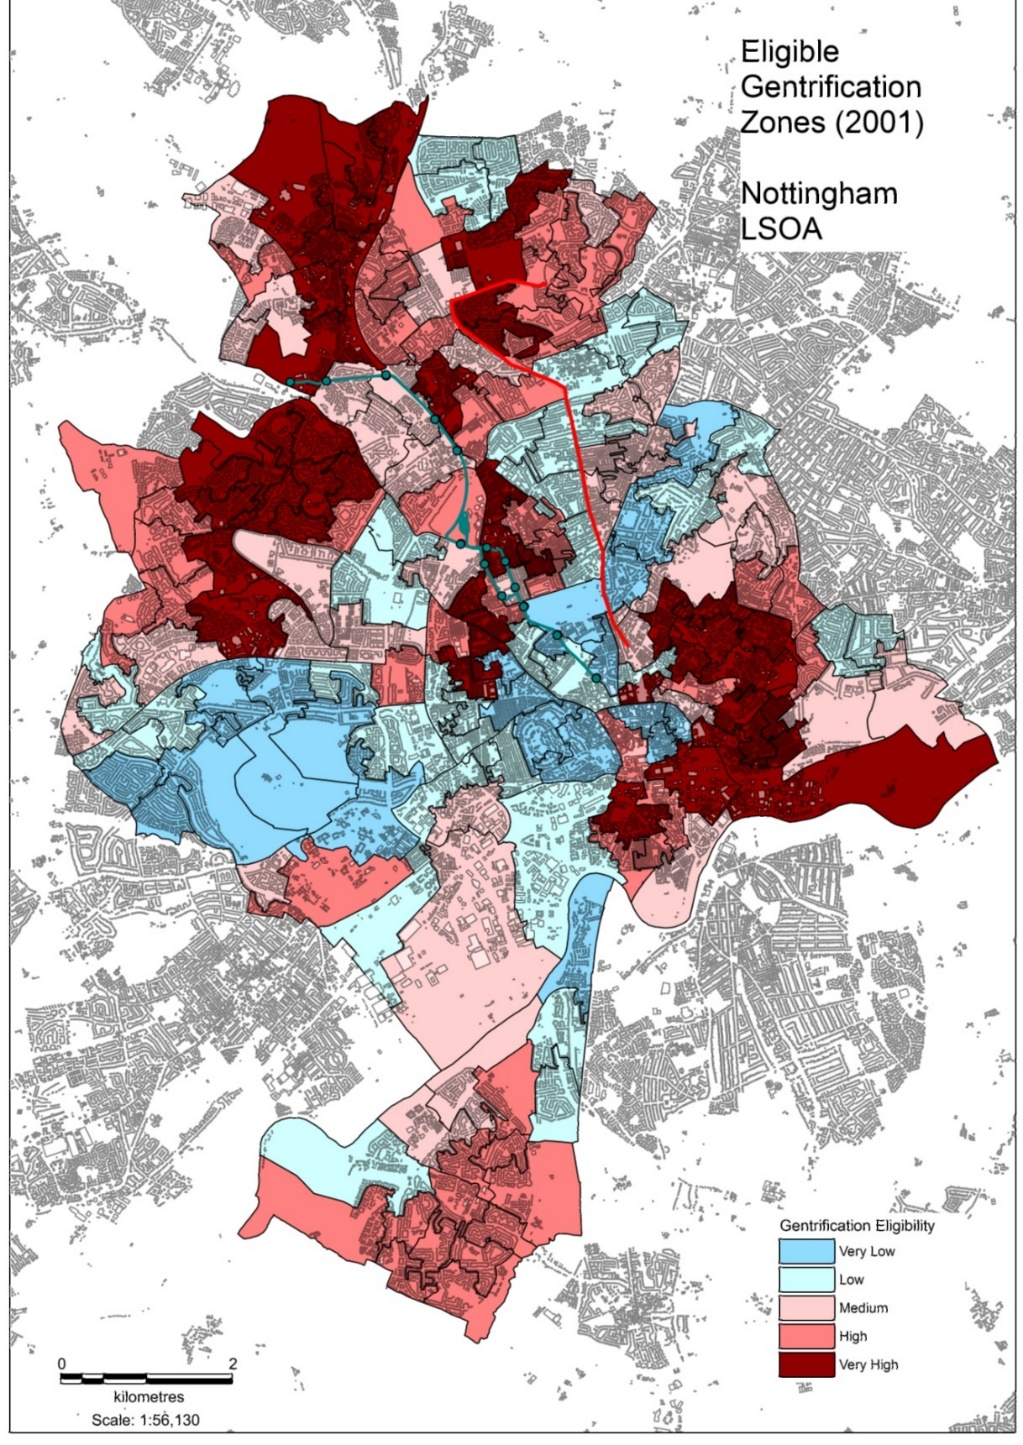 Eligible
Gentrification
Zones (2001)
Nottingham
LSOA
Gentrification Eligibility
Very Low
Low
Medium
High
Very High
0 2
kilometres
Scale: 1:56,130